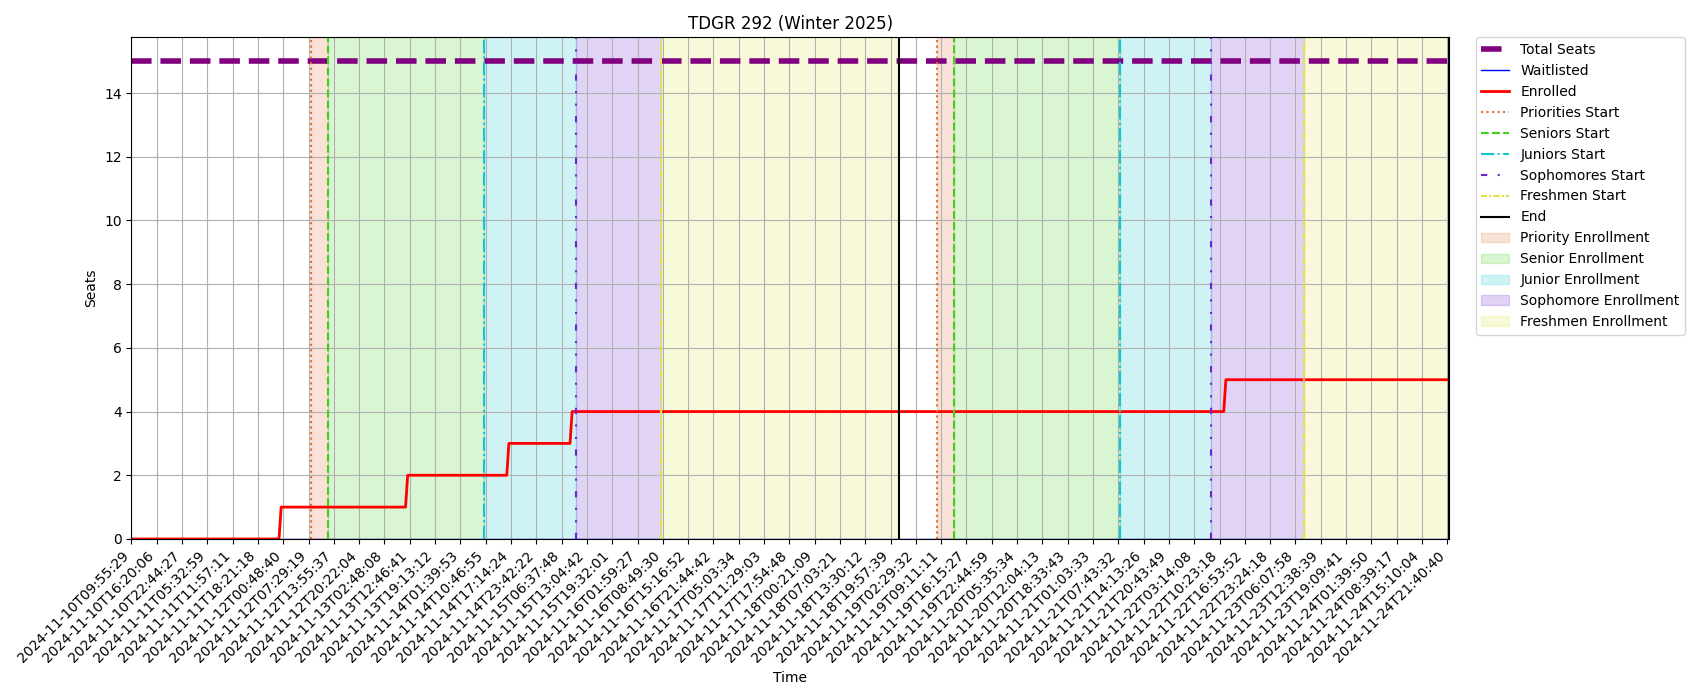 TDGR 292 (Winter 2025)
Total Seats
Waitlisted
Enrolled
Priorities Start
Seniors Start
Juniors Start
Sophomores Start
Freshmen Start
End
Priority Enrollment
Senior Enrollment
Junior Enrollment
Sophomore Enrollment
Freshmen Enrollment
Seats
14
12
10
8
6
4
2
0
2024-11-10T09:55:29
2024-11-10T16:20:06
2024-11-10T22:44:27
2024-11-11T05:32:59
2024-11-11T11:57:11
2024-11-11T18:21:18
2024-11-12T00:48:40
2024-11-12T07:29:19
2024-11-12T13:55:37
2024-11-12T20:22:04
2024-11-13T02:48:08
2024-11-13T12:46:41
2024-11-13T19:13:12
2024-11-14T01:39:53
2024-11-14T10:46:55
2024-11-14T17:14:24
2024-11-14T23:42:22
2024-11-15T06:37:48
2024-11-15T13:04:42
2024-11-15T19:32:01
2024-11-16T01:59:27
2024-11-16T08:49:30
2024-11-16T15:16:52
2024-11-16T21:44:42
2024-11-17T05:03:34
2024-11-17T11:29:03
2024-11-17T17:54:48
2024-11-18T00:21:09
2024-11-18T07:03:21
2024-11-18T13:30:12
2024-11-18T19:57:39
2024-11-19T02:29:32
2024-11-19T09:11:11
2024-11-19T16:15:27
2024-11-19T22:44:59
2024-11-20T05:35:34
2024-11-20T12:04:13
2024-11-20T18:33:43
2024-11-21T01:03:33
2024-11-21T07:43:32
2024-11-21T14:13:26
2024-11-21T20:43:49
2024-11-22T03:14:08
2024-11-22T10:23:18
2024-11-22T16:53:52
2024-11-22T23:24:18
2024-11-23T06:07:58
2024-11-23T12:38:39
2024-11-23T19:09:41
2024-11-24T01:39:50
2024-11-24T08:39:17
2024-11-24T15:10:04
2024-11-24T21:40:40
Time